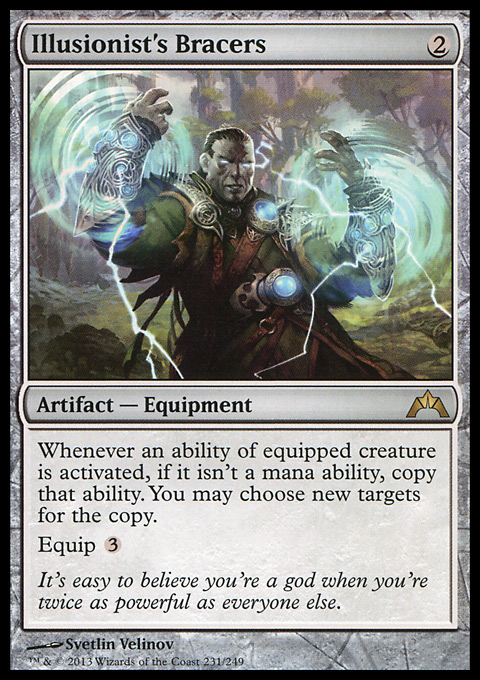 Illusionist's Bracers 2
Artifact — Equipment
Whenever an ability of equipped creature
is activated, if it isn't a mana ability, copy
that ability. You may choose new targets
for the copy.
Equip 3
It's easy to believe you're a god when you're
twice as powerful as everyone else.
Svetlin Velinov
™ & © 2013 Wizards of the Coast 231/249